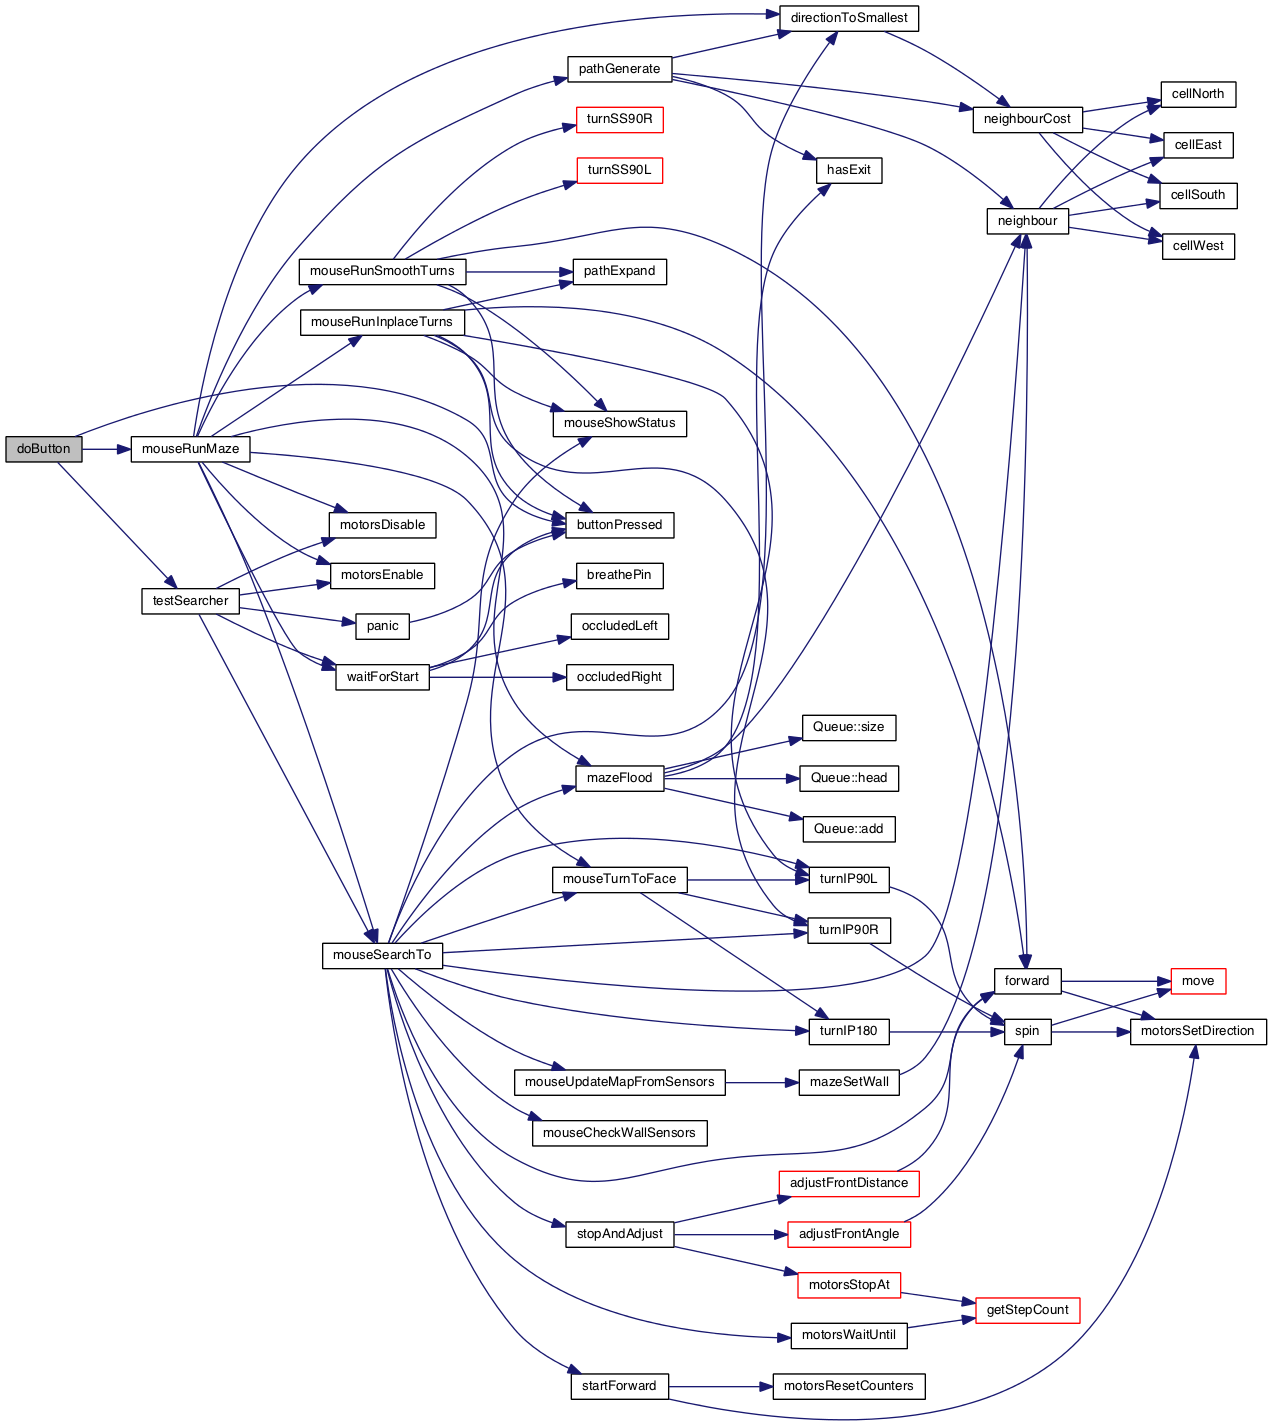 directionToSmallest
pathGenerate
cellNorth
turnSS90R
neighbourCost
cellEast
turnSS90L
hasExit
cellSouth
neighbour
cellWest
mouseRunSmoothTurns
pathExpand
mouseRunInplaceTurns
mouseShowStatus
doButton
mouseRunMaze
motorsDisable
buttonPressed
motorsEnable
breathePin
testSearcher
panic
occludedLeft
waitForStart
occludedRight
Queue::size
mazeFlood
Queue::head
Queue::add
mouseTurnToFace
turnIP90L
turnIP90R
mouseSearchTo
forward
move
turnIP180
spin
motorsSetDirection
mouseUpdateMapFromSensors
mazeSetWall
mouseCheckWallSensors
adjustFrontDistance
stopAndAdjust
adjustFrontAngle
motorsStopAt
getStepCount
motorsWaitUntil
startForward
motorsResetCounters